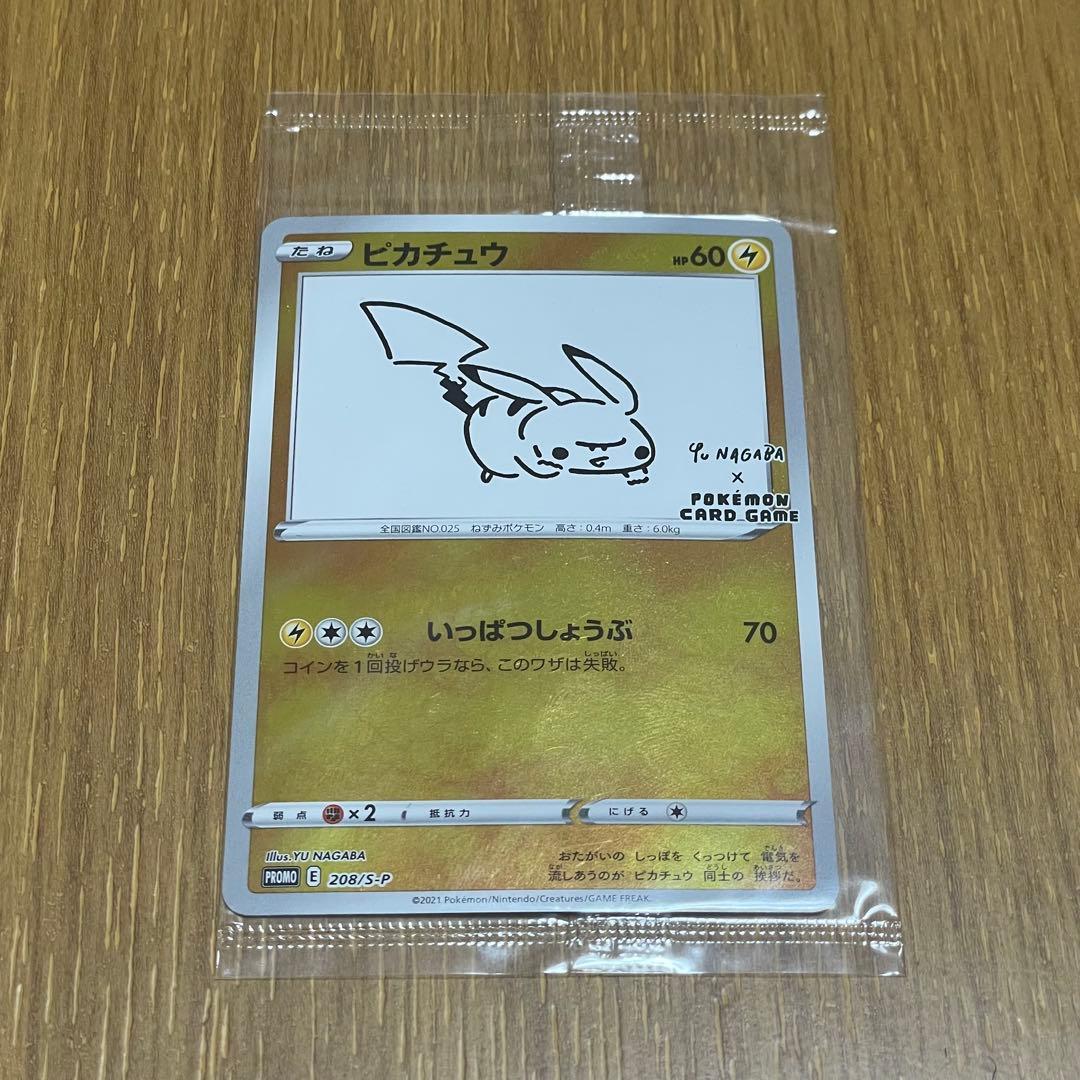 たね ピカチュウ HP60
Yu NAGABA
×
POKÉMON
CARD GAME
全国図鑑NO.025 ねずみポケモン 高さ:0.4m 重さ:6.0kg
いっぱつしょうぶ 70
コインを1回投げウラなら、このワザは失敗。
弱点 ×2 抵抗力 にげる
Illus.YU NAGABA
PROMO E 208/S-P
おたがいの しっぽを くっつけて 電気を
流しあうのが ピカチュウ 同士の 挨拶だ。
©2021 Pokémon/Nintendo/Creatures/GAME FREAK.